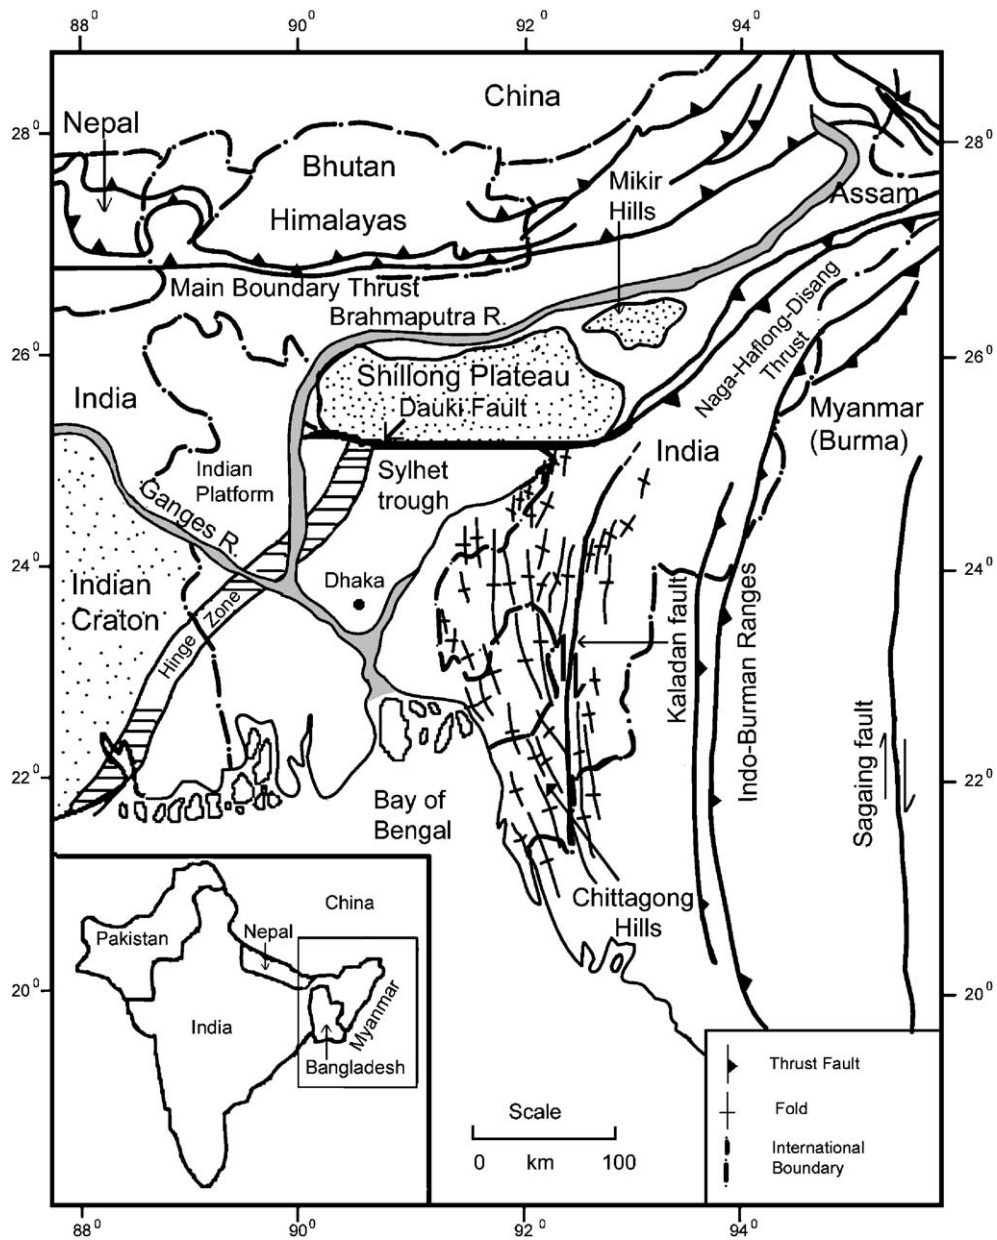 88⁰
90⁰
92⁰
94⁰
China
Nepal
28⁰
28⁰
Bhutan
Mikir
Hills
Assam
Himalayas
Main Boundary Thrust
Brahmaputra R.
Naga-Haflong-Disang
Thrust
26⁰
26⁰
Shillong Plateau
India
Dauki Fault
Myanmar
(Burma)
India
Indian
Platform
Sylhet
trough
Ganges R.
24⁰
24⁰
Dhaka
Indian
Craton
Hinge Zone
Kaladan fault
Indo-Burman Ranges
Sagaing fault
22⁰
22⁰
Bay of
Bengal
Chittagong
Hills
China
Nepal
Pakistan
20⁰
20⁰
India
Myanmar
Bangladesh
Thrust Fault
Fold
International
Boundary
Scale
0 km 100
88⁰
90⁰
92⁰
94⁰